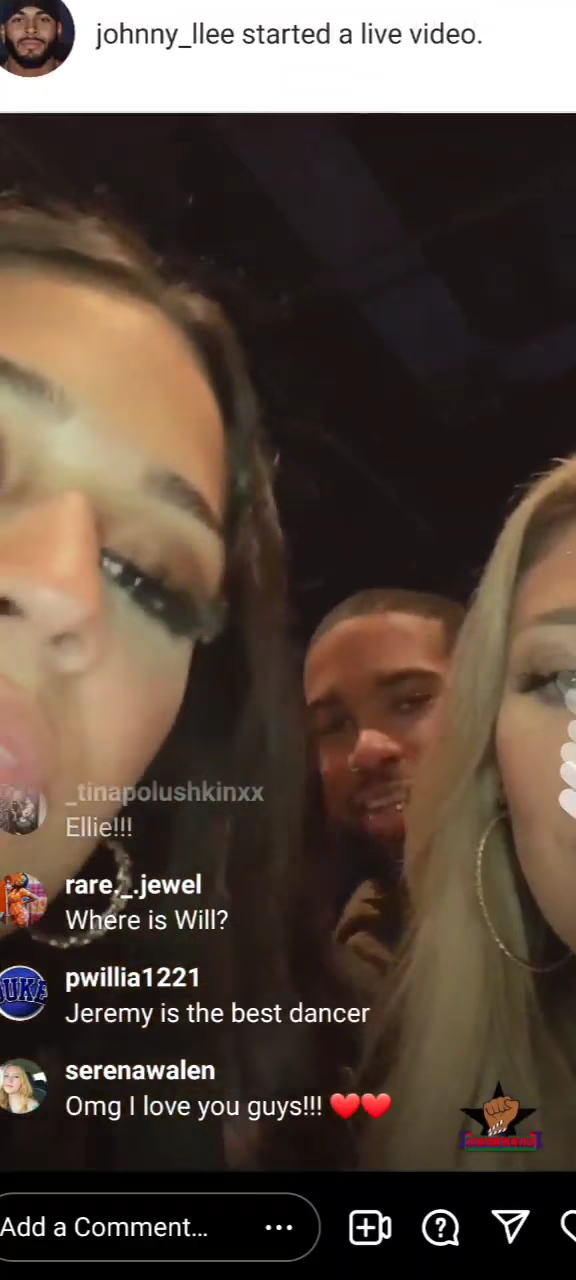 johnny_llee started a live video.
_tinapolushkinxx
Ellie!!!
rare._.jewel
Where is Will?
pwillia1221
DUKE
Jeremy is the best dancer
serenawalen
Omg I love you guys!!! ❤️❤️
Add a Comment...